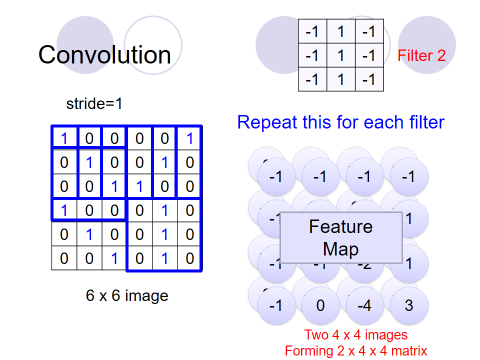 Convolution
stride=1
-1 1 -1
-1 1 -1
-1 1 -1
Filter 2
Repeat this for each filter
1 0 0 0 0 1
0 1 0 0 1 0
0 0 1 1 0 0
1 0 0 0 1 0
0 1 0 0 1 0
0 0 1 0 1 0
6 x 6 image
-1 -1 -1 -1
-1 1
Feature
Map
-1 -1 -2 1
-1 0 -4 3
Two 4 x 4 images
Forming 2 x 4 x 4 matrix